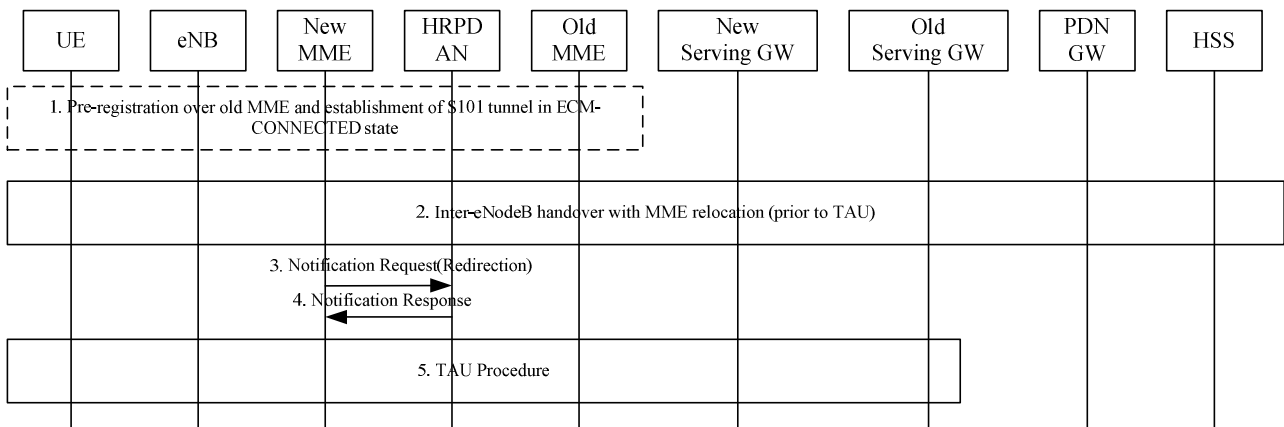 UE
eNB
New
MME
HRPD
AN
Old
MME
New
Serving GW
Old
Serving GW
PDN
GW
HSS
1. Pre-registration over old MME and establishment of S101 tunnel in ECM-
CONNECTED state
2. Inter-eNodeB handover with MME relocation (prior to TAU)
3. Notification Request(Redirection)
4. Notification Response
5. TAU Procedure